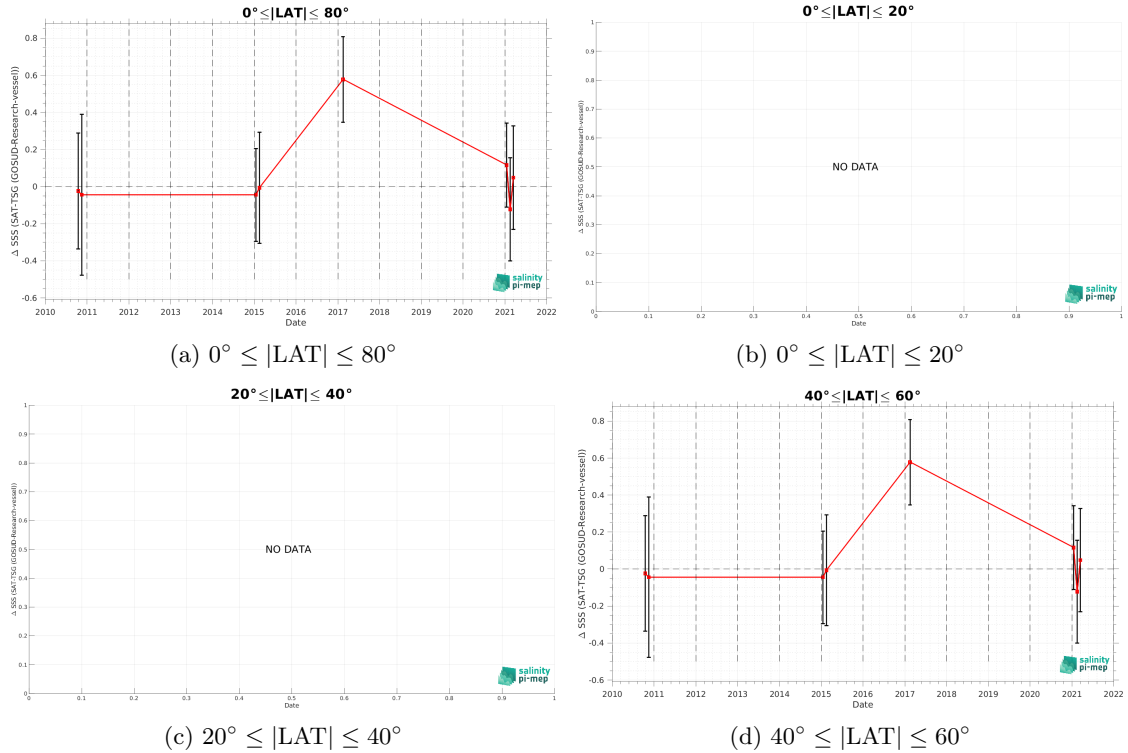 0°≤|LAT|≤ 80°
Δ SSS (SAT-TSG (GOSUD-Research-vessel))
0.8
0.6
0.4
0.2
0
-0.2
-0.4
-0.6
2010 2011 2012 2013 2014 2015 2016 2017 2018 2019 2020 2021 2022
Date
salinity
pi-mep
(a) 0° ≤ |LAT| ≤ 80°
0°≤|LAT|≤ 20°
Δ SSS (SAT-TSG (GOSUD-Research-vessel))
1
0.9
0.8
0.7
0.6
0.5
0.4
0.3
0.2
0.1
0
NO DATA
0 0.1 0.2 0.3 0.4 0.5 0.6 0.7 0.8 0.9 1
Date
salinity
pi-mep
(b) 0° ≤ |LAT| ≤ 20°
20°≤|LAT|≤ 40°
Δ SSS (SAT-TSG (GOSUD-Research-vessel))
1
0.9
0.8
0.7
0.6
0.5
0.4
0.3
0.2
0.1
0
NO DATA
0 0.1 0.2 0.3 0.4 0.5 0.6 0.7 0.8 0.9 1
Date
salinity
pi-mep
(c) 20° ≤ |LAT| ≤ 40°
40°≤|LAT|≤ 60°
Δ SSS (SAT-TSG (GOSUD-Research-vessel))
0.8
0.6
0.4
0.2
0
-0.2
-0.4
-0.6
2010 2011 2012 2013 2014 2015 2016 2017 2018 2019 2020 2021 2022
Date
salinity
pi-mep
(d) 40° ≤ |LAT| ≤ 60°